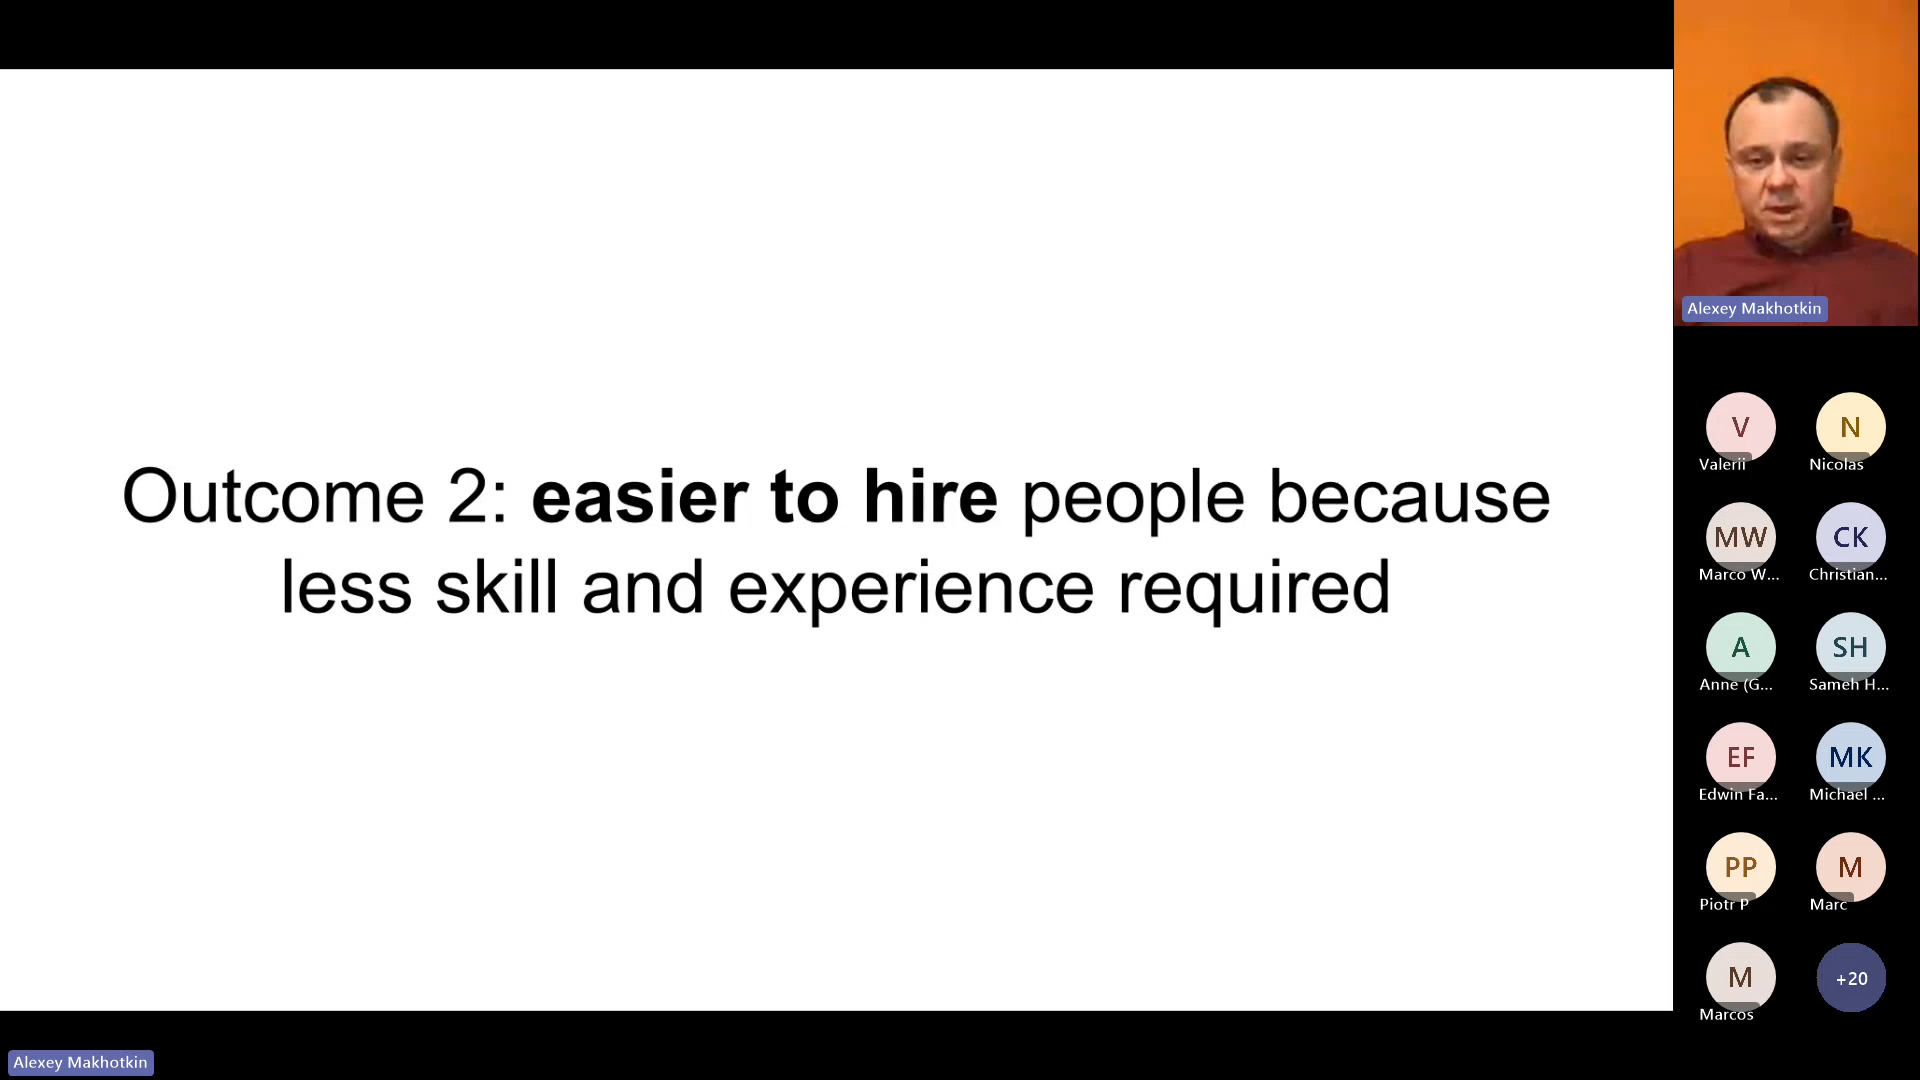 Outcome 2: easier to hire people because
less skill and experience required
Alexey Makhotkin
V
Valerii
N
Nicolas
MW
Marco W...
CK
Christian...
A
Anne (G...
SH
Sameh H...
EF
Edwin Fa...
MK
Michael ...
PP
Piotr P
M
Marc
M
Marcos
+20
Alexey Makhotkin